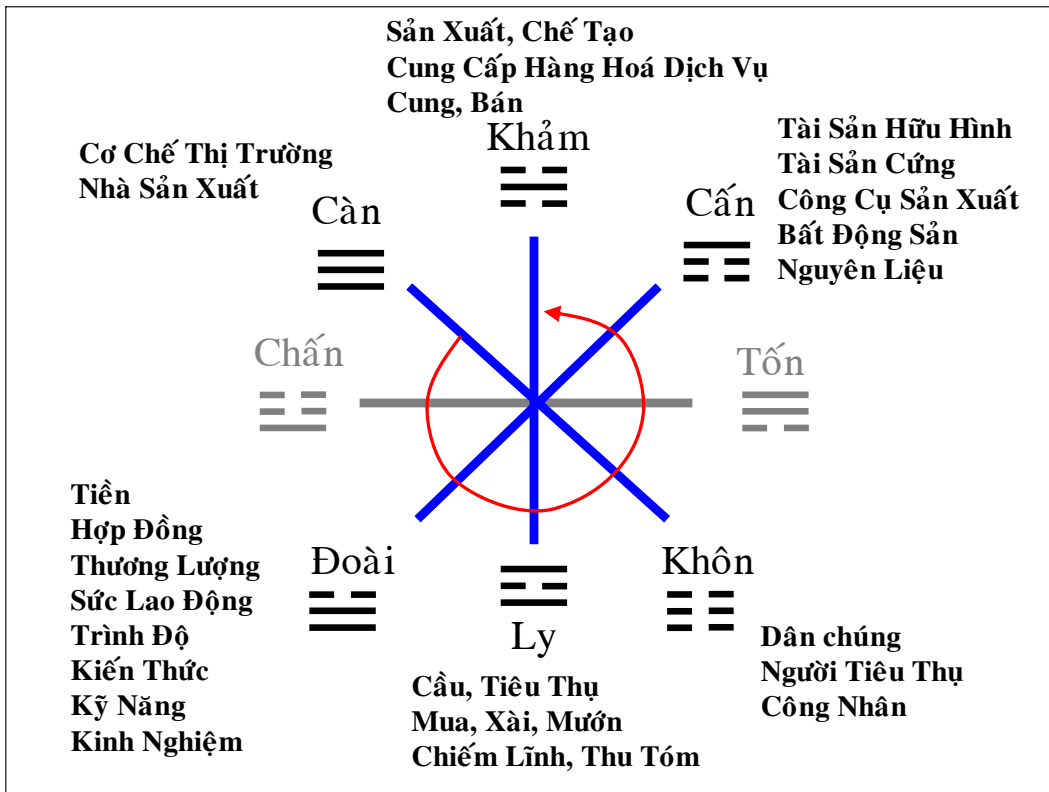 Sản Xuất, Chế Tạo
Cung Cấp Hàng Hoá Dịch Vụ
Cung, Bán
Khảm
Cơ Chế Thị Trường
Nhà Sản Xuất
Càn
Tài Sản Hữu Hình
Tài Sản Cứng
Công Cụ Sản Xuất
Bất Động Sản
Nguyên Liệu
Cấn
Chấn
Tốn
Tiền
Hợp Đồng
Thương Lượng
Sức Lao Động
Trình Độ
Kiến Thức
Kỹ Năng
Kinh Nghiệm
Đoài
Ly
Cầu, Tiêu Thụ
Mua, Xài, Mướn
Chiếm Lĩnh, Thu Tóm
Khôn
Dân chúng
Người Tiêu Thụ
Công Nhân